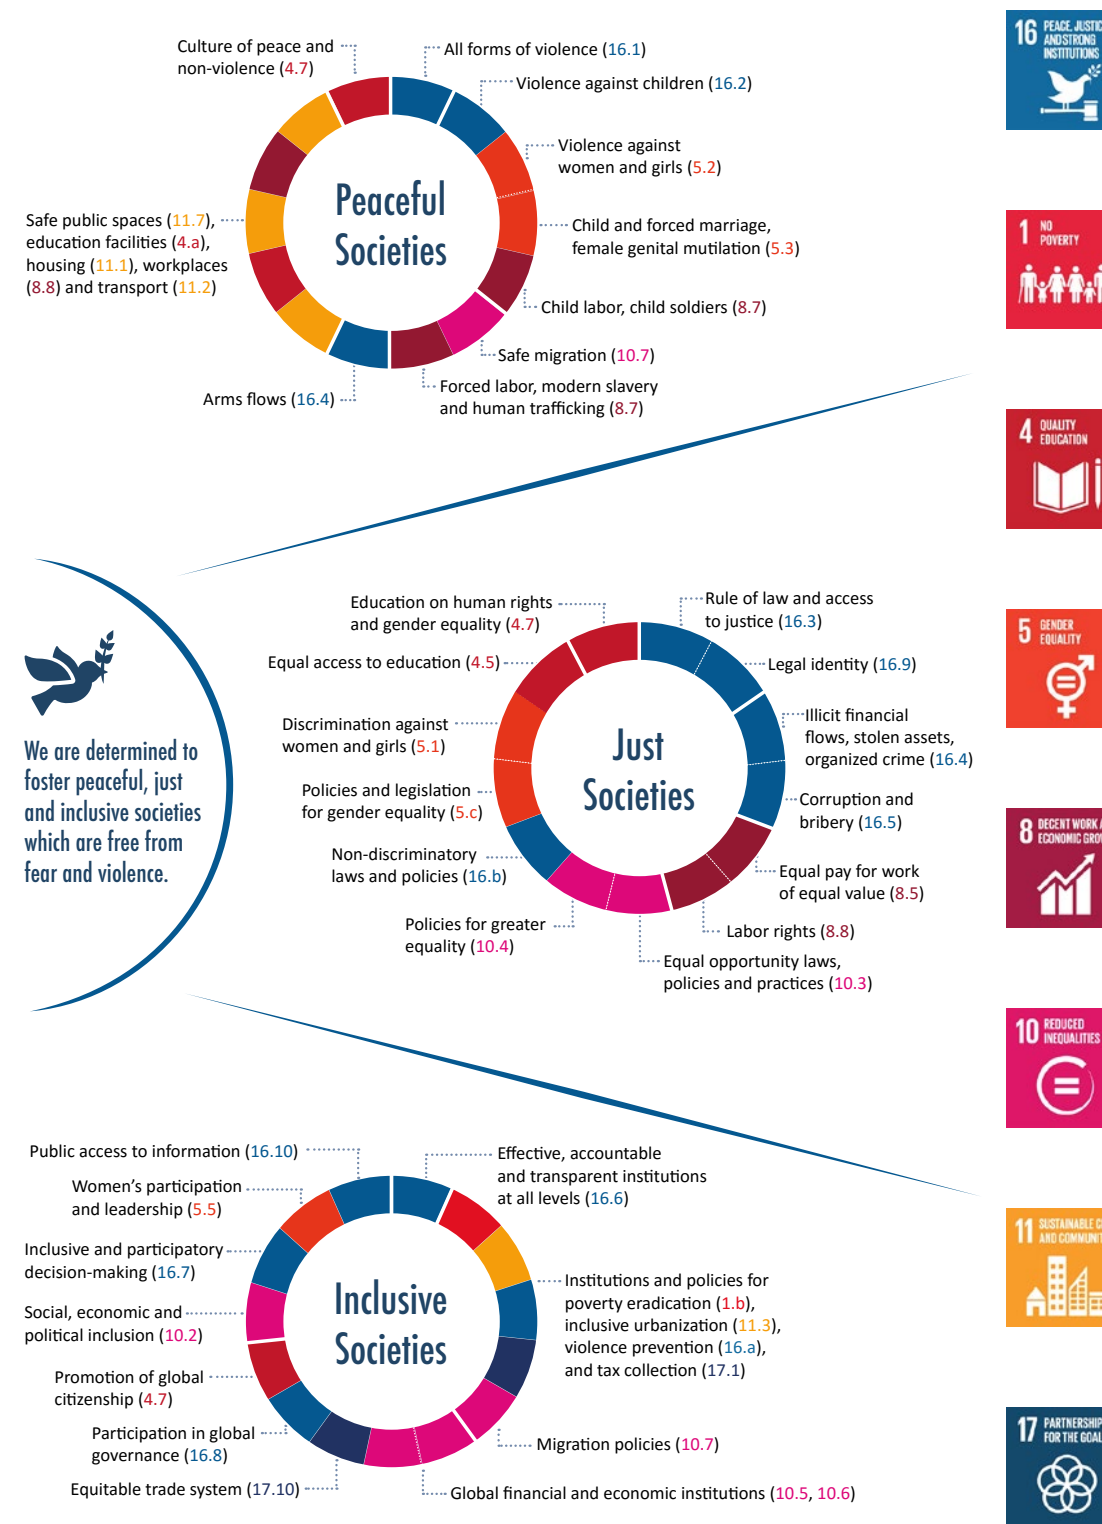 Culture of peace and
non-violence (4.7)
All forms of violence (16.1)
Violence against children (16.2)
Violence against
women and girls (5.2)
Child and forced marriage,
female genital mutilation (5.3)
Child labor, child soldiers (8.7)
Safe migration (10.7)
Forced labor, modern slavery
and human trafficking (8.7)
Arms flows (16.4)
Safe public spaces (11.7),
education facilities (4.a),
housing (11.1), workplaces
(8.8) and transport (11.2)
Peaceful
Societies
We are determined to
foster peaceful, just
and inclusive societies
which are free from
fear and violence.
Education on human rights
and gender equality (4.7)
Rule of law and access
to justice (16.3)
Legal identity (16.9)
Illicit financial
flows, stolen assets,
organized crime (16.4)
Corruption and
bribery (16.5)
Equal pay for work
of equal value (8.5)
Labor rights (8.8)
Equal opportunity laws,
policies and practices (10.3)
Policies for greater
equality (10.4)
Non-discriminatory
laws and policies (16.b)
Policies and legislation
for gender equality (5.c)
Discrimination against
women and girls (5.1)
Equal access to education (4.5)
Just
Societies
Public access to information (16.10)
Effective, accountable
and transparent institutions
at all levels (16.6)
Institutions and policies for
poverty eradication (1.b),
inclusive urbanization (11.3),
violence prevention (16.a),
and tax collection (17.1)
Migration policies (10.7)
Global financial and economic institutions (10.5, 10.6)
Equitable trade system (17.10)
Participation in global
governance (16.8)
Promotion of global
citizenship (4.7)
Social, economic and
political inclusion (10.2)
Inclusive and participatory
decision-making (16.7)
Women's participation
and leadership (5.5)
Inclusive
Societies
16 PEACE, JUSTIC
AND STRONG
INSTITUTIONS
1 NO
POVERTY
4 QUALITY
EDUCATION
5 GENDER
EQUALITY
8 DECENT WORK A
ECONOMIC GRO
10 REDUCED
INEQUALITIES
11 SUSTAINABLE C
AND COMMUNIT
17 PARTNERSHIP
FOR THE GOAL